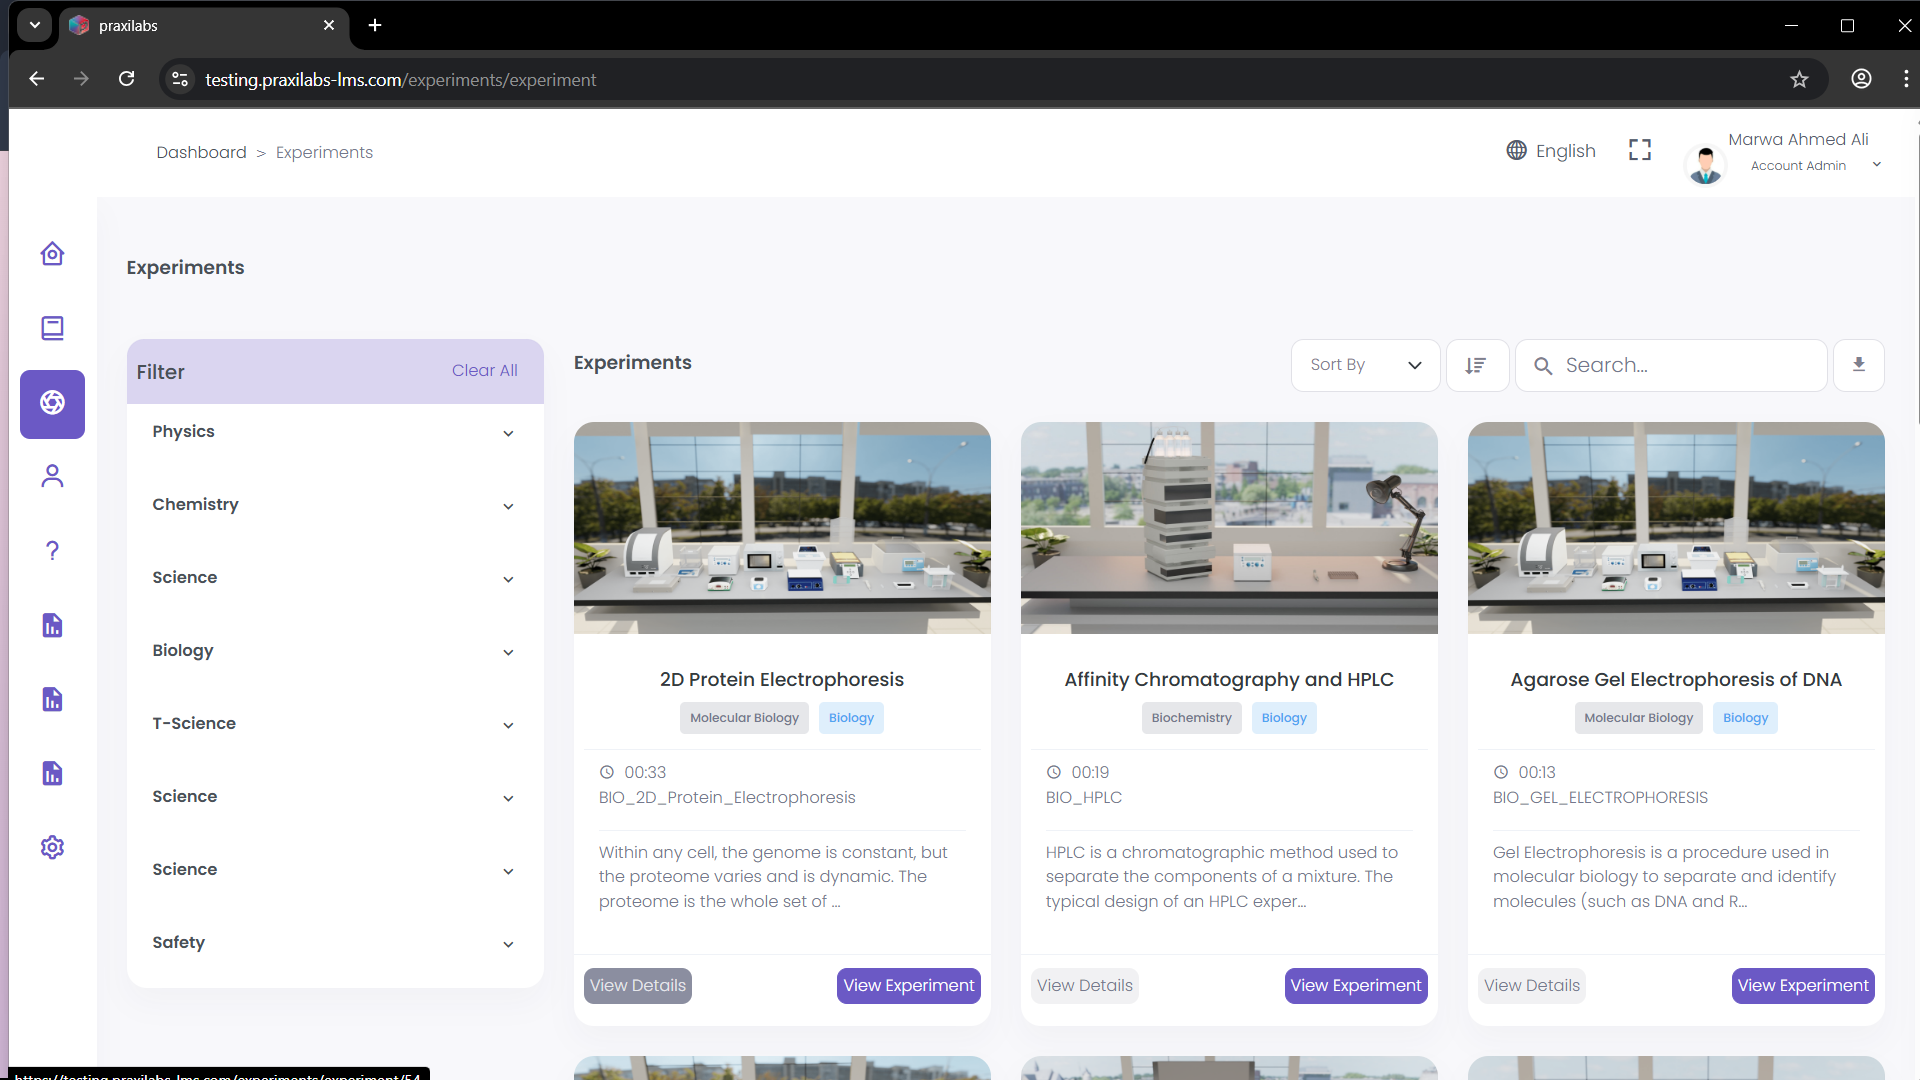 praxilabs
testing.praxilabs-lms.com/experiments/experiment
Dashboard > Experiments
English
Marwa Ahmed Ali
Account Admin
Experiments
Filter
Clear All
Physics
Chemistry
Science
Biology
T-Science
Science
Science
Safety
Experiments
Sort By
Search...
2D Protein Electrophoresis
Molecular Biology
Biology
00:33
BIO_2D_Protein_Electrophoresis
Within any cell, the genome is constant, but
the proteome varies and is dynamic. The
proteome is the whole set of ...
View Details
View Experiment
Affinity Chromatography and HPLC
Biochemistry
Biology
00:19
BIO_HPLC
HPLC is a chromatographic method used to
separate the components of a mixture. The
typical design of an HPLC exper...
View Details
View Experiment
Agarose Gel Electrophoresis of DNA
Molecular Biology
Biology
00:13
BIO_GEL_ELECTROPHORESIS
Gel Electrophoresis is a procedure used in
molecular biology to separate and identify
molecules (such as DNA and R...
View Details
View Experiment
https://testing.praxilabs-lms.com/experiments/experiment/54